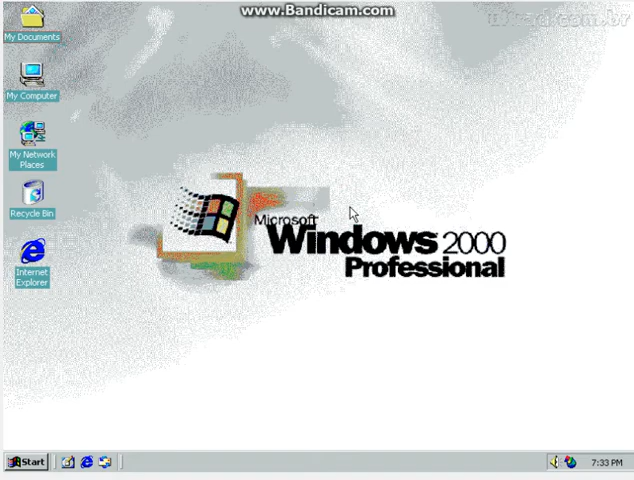 www.Bandicam.com
My Documents
My Computer
My Network
Places
Recycle Bin
Internet
Explorer
Microsoft
Windows 2000
Professional
Start
7:33 PM